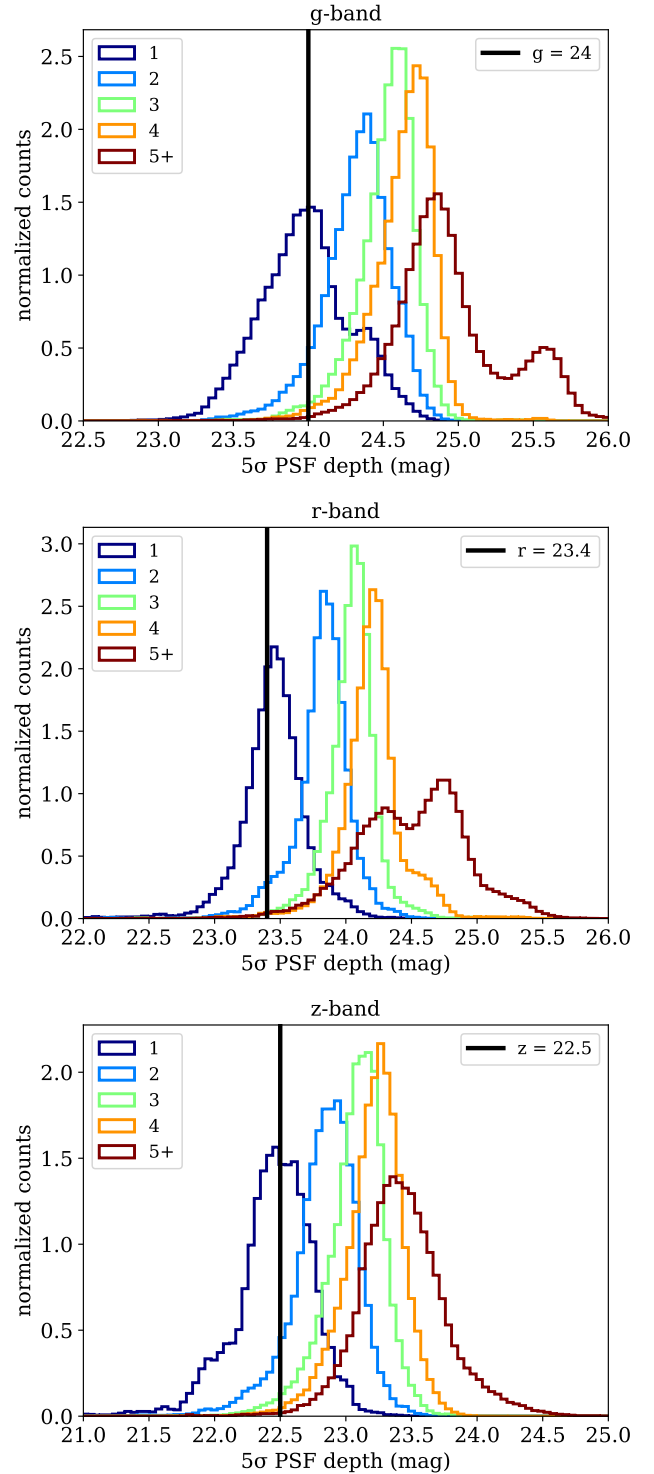 g-band
1
2
3
4
5+
g = 24
normalized counts
2.5
2.0
1.5
1.0
0.5
0.0
22.5 23.0 23.5 24.0 24.5 25.0 25.5 26.0
5σ PSF depth (mag)
r-band
1
2
3
4
5+
r = 23.4
normalized counts
3.0
2.5
2.0
1.5
1.0
0.5
0.0
22.0 22.5 23.0 23.5 24.0 24.5 25.0 25.5 26.0
5σ PSF depth (mag)
z-band
1
2
3
4
5+
z = 22.5
normalized counts
2.0
1.5
1.0
0.5
0.0
21.0 21.5 22.0 22.5 23.0 23.5 24.0 24.5 25.0
5σ PSF depth (mag)